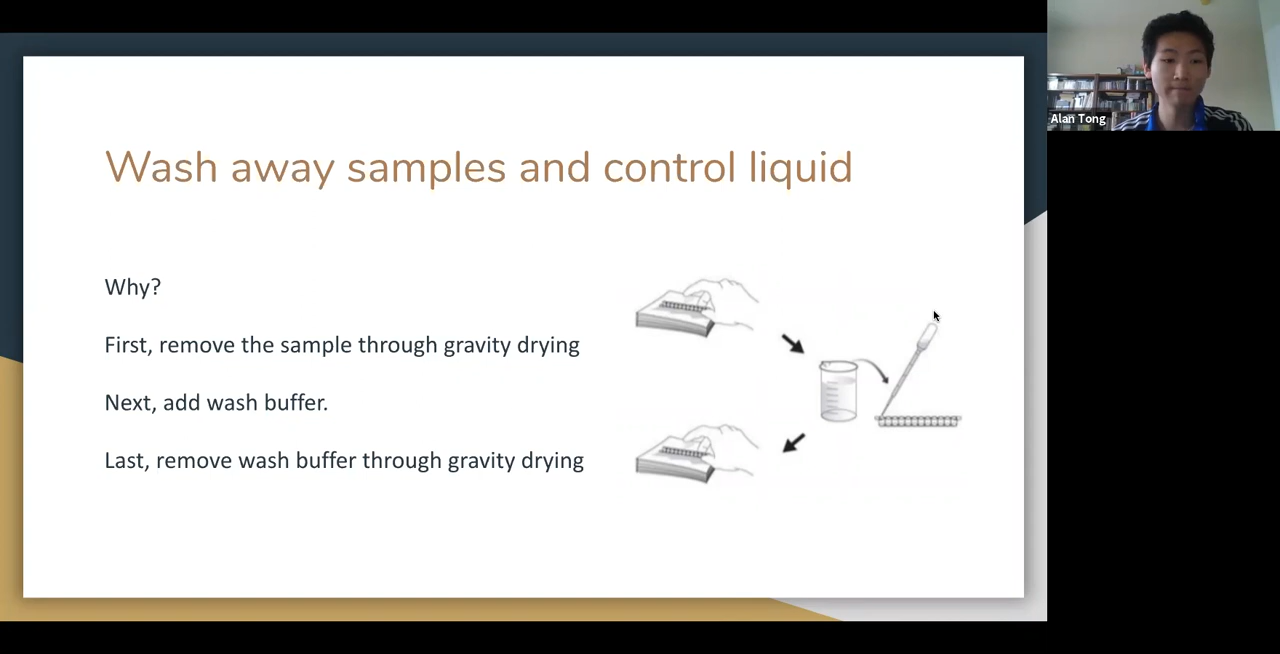 Wash away samples and control liquid
Why?
First, remove the sample through gravity drying
Next, add wash buffer.
Last, remove wash buffer through gravity drying
Alan Tong